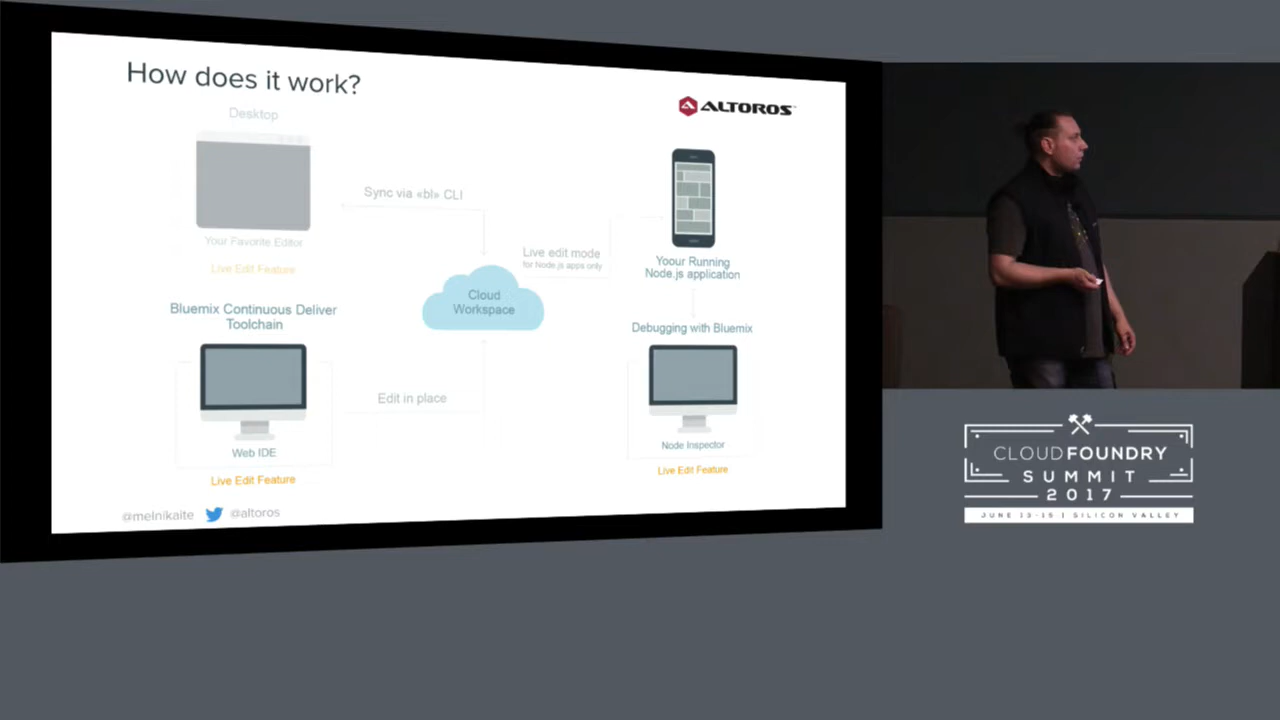 How does it work?
ALTOROS
Desktop
Your Favorite Editor
Live Edit Feature
Sync via «bl» CLI
Live edit mode
for Node.js apps only
Cloud
Workspace
Yoour Running
Node.js application
Bluemix Continuous Deliver
Toolchain
Web IDE
Live Edit Feature
Edit in place
Debugging with Bluemix
Node Inspector
Live Edit Feature
@melnikaite @altoros
CLOUD FOUNDRY
SUMMIT
2017
JUNE 13-15 | SILICON VALLEY